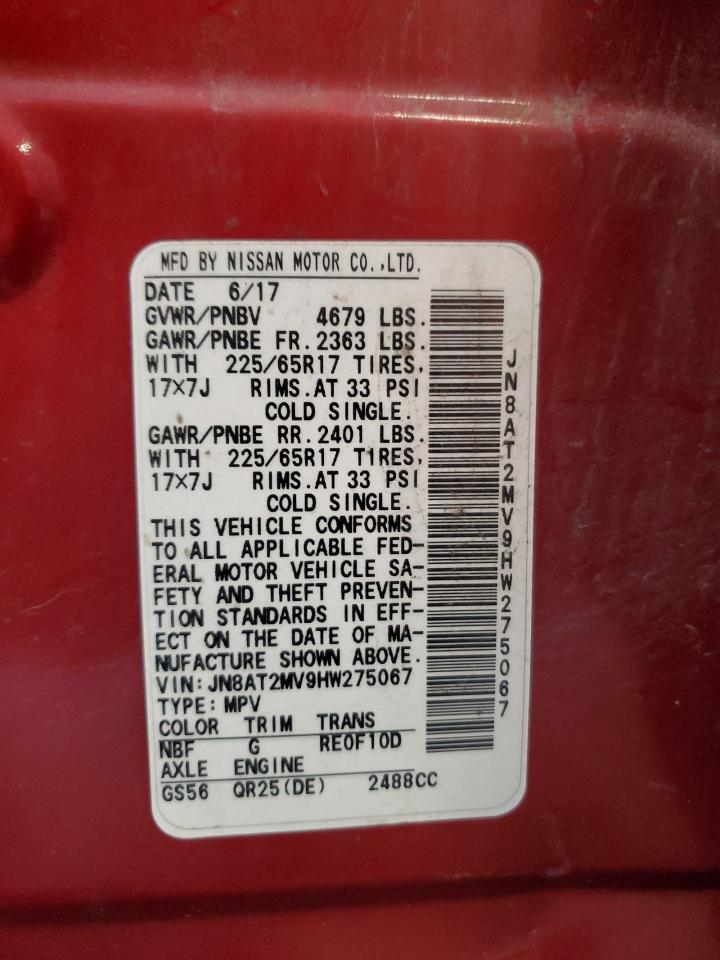 MFD BY NISSAN MOTOR CO.,LTD.
DATE 6/17
GVWR/PNBV 4679 LBS.
GAWR/PNBE FR.2363 LBS.
WITH 225/65R17 TIRES,
17×7J RIMS.AT 33 PSI
COLD SINGLE.
GAWR/PNBE RR.2401 LBS.
WITH 225/65R17 TIRES,
17×7J RIMS.AT 33 PSI
COLD SINGLE.
THIS VEHICLE CONFORMS
TO ALL APPLICABLE FED-
ERAL MOTOR VEHICLE SA-
FETY AND THEFT PREVEN-
TION STANDARDS IN EFF-
ECT ON THE DATE OF MA-
NUFACTURE SHOWN ABOVE.
VIN:JN8AT2MV9HW275067
TYPE:MPV
COLOR TRIM TRANS
NBF G RE0F10D
AXLE ENGINE
GS56 QR25(DE) 2488CC
JN8AT2MV9HW275067